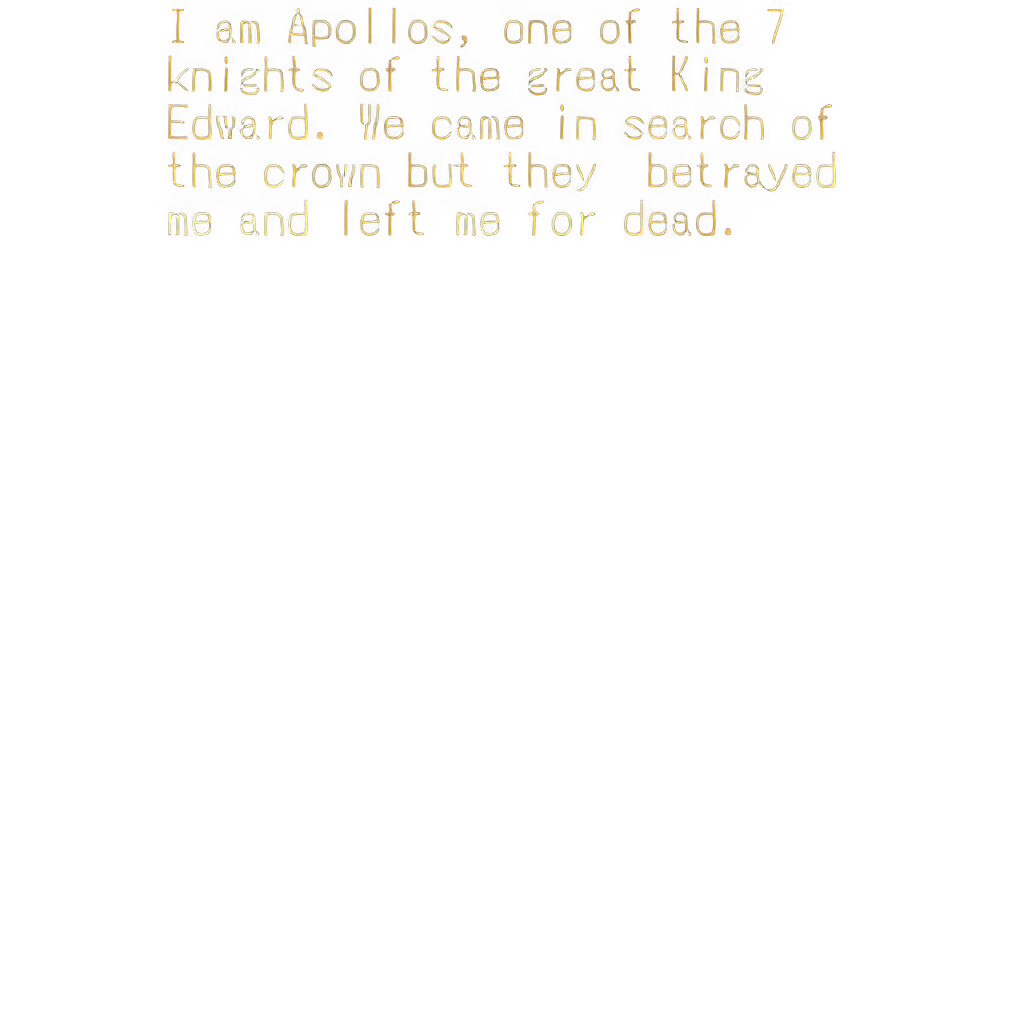 I am Apollos, one of the 7
knights of the great King
Edward. We came in search of
the crown but they  betrayed
me and left me for dead.